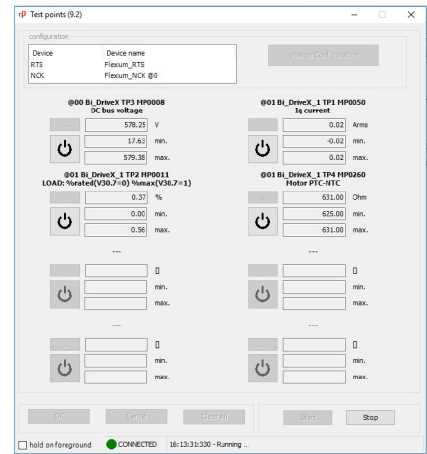 rp Test points (9.2)
configuration
Device Device name
RTS Flexium_RTS
NCK Flexium_NCK @0
Change Configuration...
@00 Bi_DriveX TP3 MP0008
DC bus voltage
578.25 V
17.63 min.
579.38 max.
@01 Bi_DriveX_1 TP1 MP0050
Iq current
0.02 Arms
-0.02 min.
0.02 max.
@01 Bi_DriveX_1 TP2 MP0011
LOAD: %rated(V30.7=0) %max(V30.7=1)
0.37 %
0.00 min.
0.56 max.
@01 Bi_DriveX_1 TP4 MP0260
Motor PTC-NTC
631.00 Ohm
625.00 min.
631.00 max.
---
[]
min.
max.
---
[]
min.
max.
---
[]
min.
max.
---
[]
min.
max.
OK Cancel Clear All Start Stop
hold on foreground CONNECTED 16:13:31:330 - Running ...